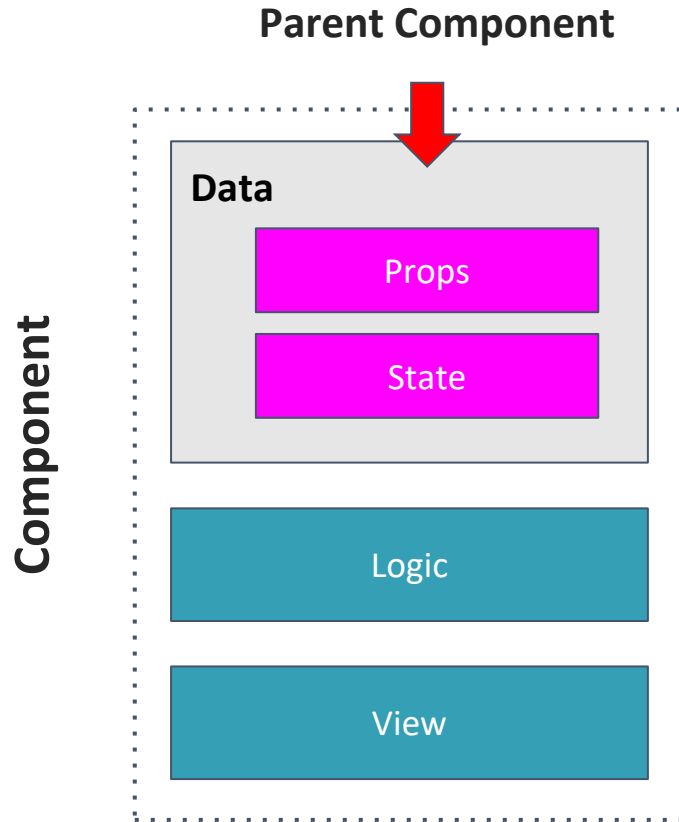 Parent Component
Data
Props
State
Component
Logic
View